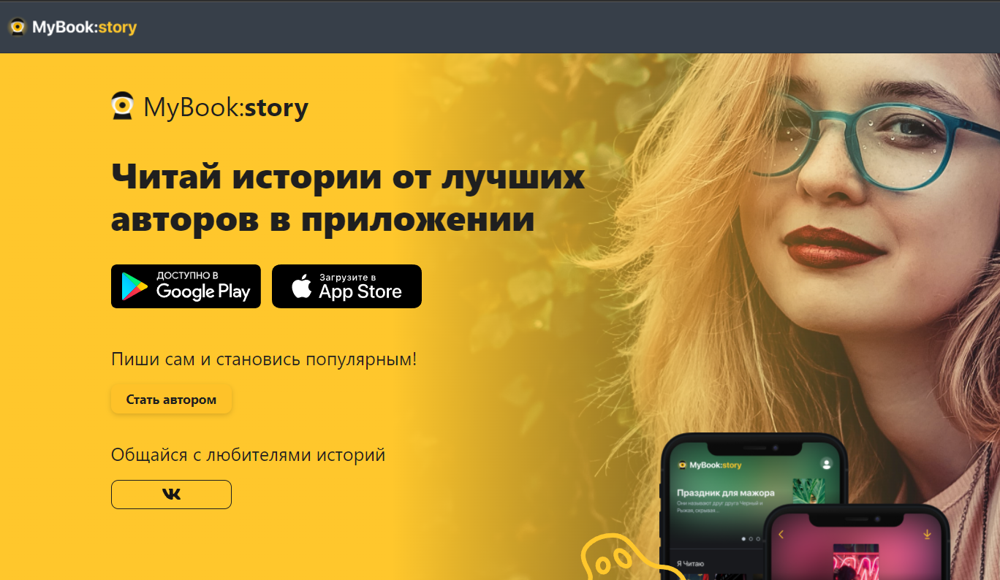 MyBook:story
MyBook:story
Читай истории от лучших
авторов в приложении
ДОСТУПНО В
Google Play
Загрузите в
App Store
Пиши сам и становись популярным!
Стать автором
Общайся с любителями историй
MyBook:story
Праздник для мажора
Они называют друг друга Черный и
Рыжая, скрывая...
Я Читаю